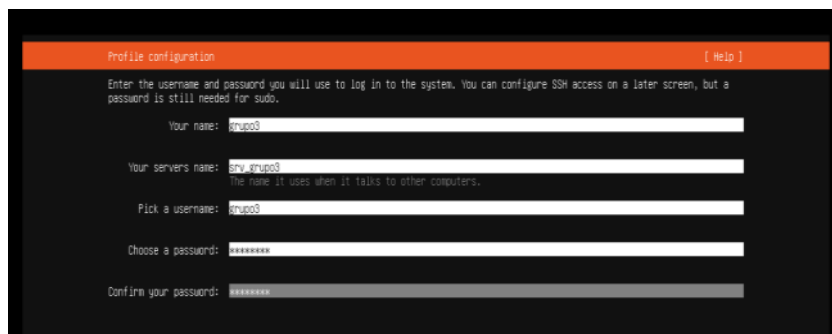 Profile configuration [ Help ]
Enter the username and password you will use to log in to the system. You can configure SSH access on a later screen, but a
password is still needed for sudo.
Your name: grupo3
Your servers name: srv_grupo3
The name it uses when it talks to other computers.
Pick a username: grupo3
Choose a password: ********
Confirm your password: ********